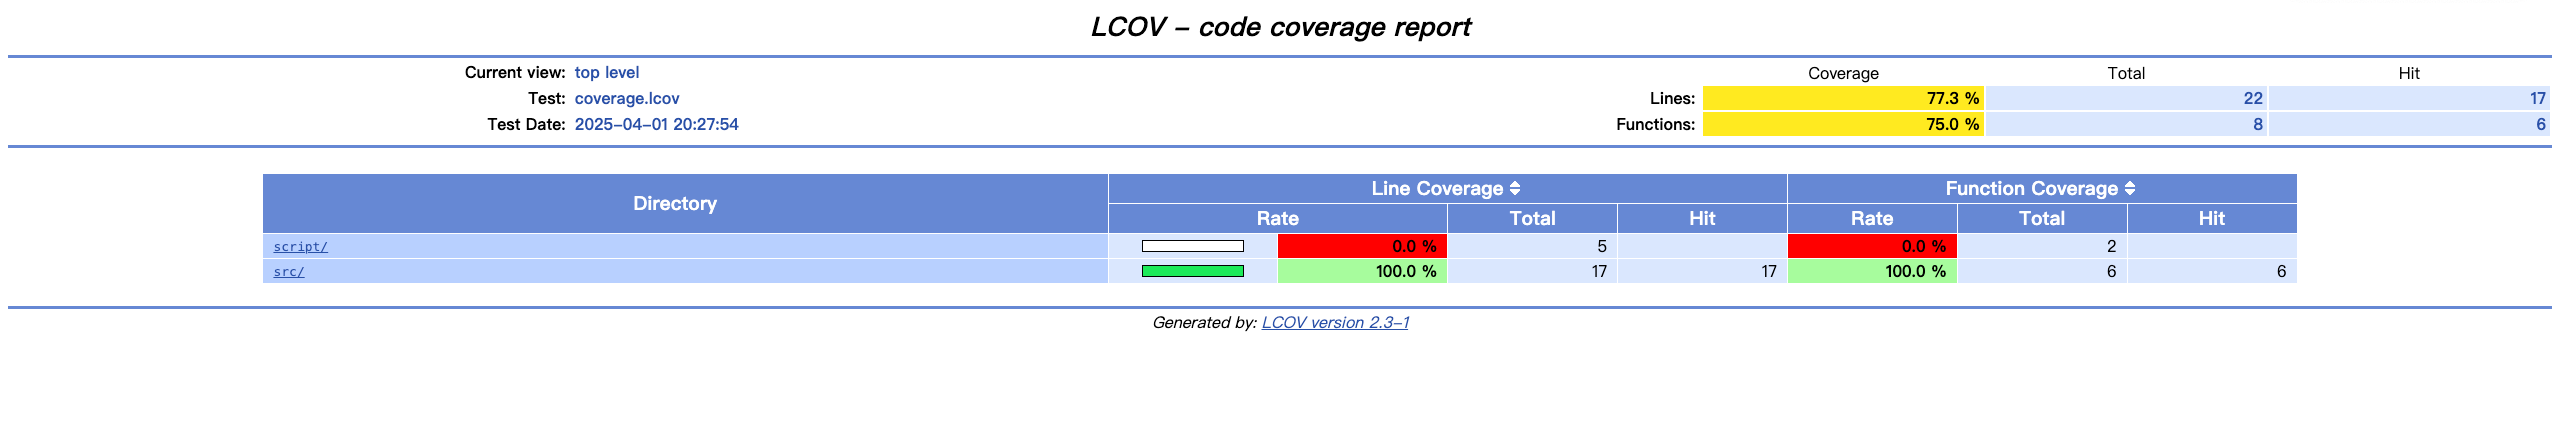 LCOV – code coverage report
Current view: top level
Coverage Total Hit
Test: coverage.lcov
Lines: 77.3 % 22 17
Test Date: 2025–04–01 20:27:54
Functions: 75.0 % 8 6
Directory Line Coverage Function Coverage
Rate Total Hit Rate Total Hit
script/ 0.0 % 5 0.0 % 2
src/ 100.0 % 17 17 100.0 % 6 6
Generated by: LCOV version 2.3–1